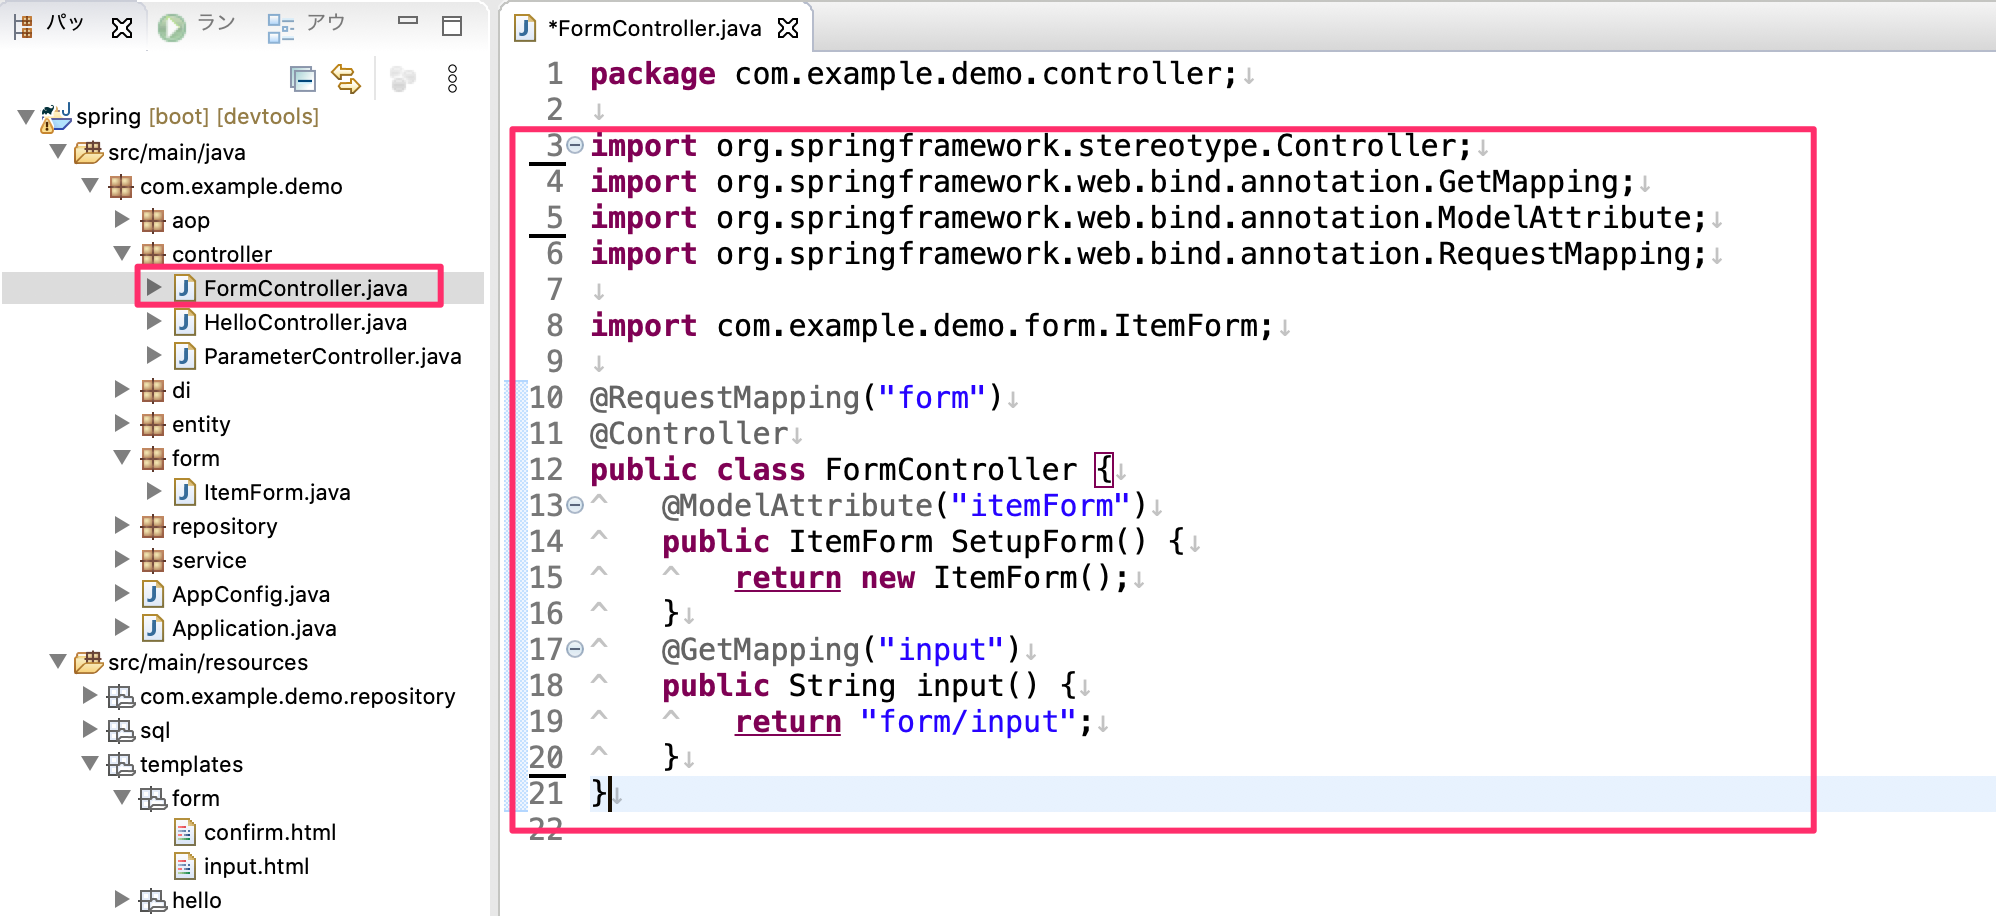 パッ
ラン
アウ
spring [boot] [devtools]
src/main/java
com.example.demo
aop
controller
FormController.java
HelloController.java
ParameterController.java
di
entity
form
ItemForm.java
repository
service
AppConfig.java
Application.java
src/main/resources
com.example.demo.repository
sql
templates
form
confirm.html
input.html
hello
*FormController.java
1 package com.example.demo.controller;↓
2 ↓
3 import org.springframework.stereotype.Controller;↓
4 import org.springframework.web.bind.annotation.GetMapping;↓
5 import org.springframework.web.bind.annotation.ModelAttribute;↓
6 import org.springframework.web.bind.annotation.RequestMapping;↓
7 ↓
8 import com.example.demo.form.ItemForm;↓
9 ↓
10 @RequestMapping("form")↓
11 @Controller↓
12 public class FormController {↓
13 ^ @ModelAttribute("itemForm")↓
14 ^ public ItemForm SetupForm() {↓
15 ^ ^ return new ItemForm();↓
16 ^ }↓
17 ^ @GetMapping("input")↓
18 ^ public String input() {↓
19 ^ ^ return "form/input";↓
20 ^ }↓
21 }↓
22